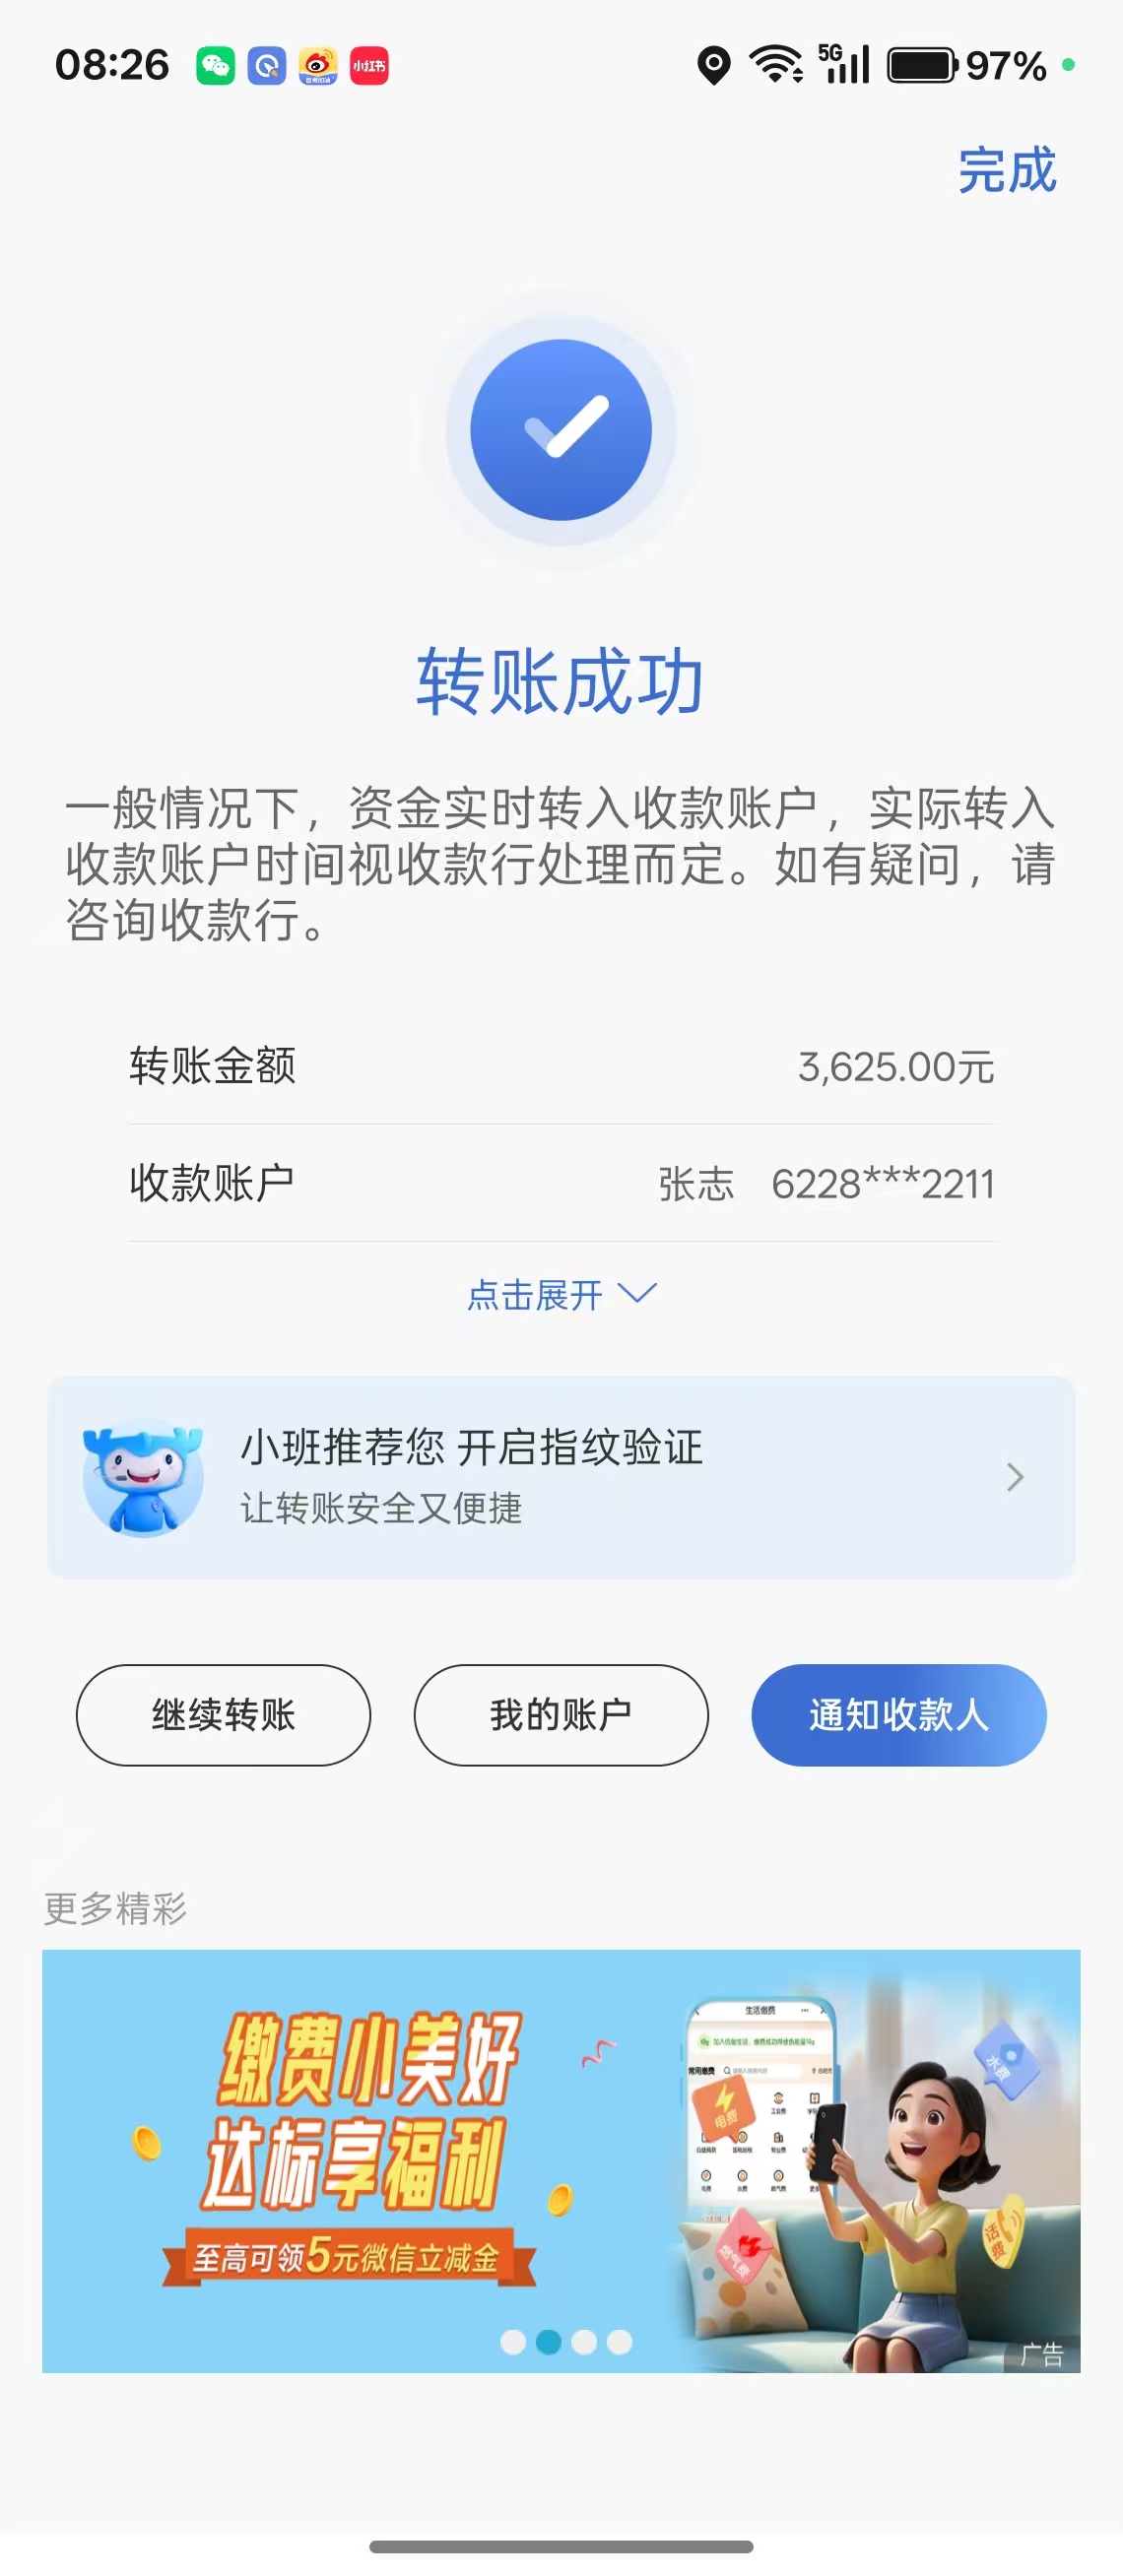 08:26
小红书
5G
97%
完成
转账成功
一般情况下，资金实时转入收款账户，实际转入
收款账户时间视收款行处理而定。如有疑问，请
咨询收款行。
转账金额 3,625.00元
收款账户 张志 6228***2211
点击展开
小班推荐您 开启指纹验证
让转账安全又便捷
继续转账 我的账户 通知收款人
更多精彩
缴费小美好
达标享福利
至高可领5元微信立减金
生活缴费
常用缴费
水费
电费
燃气费
话费
广告